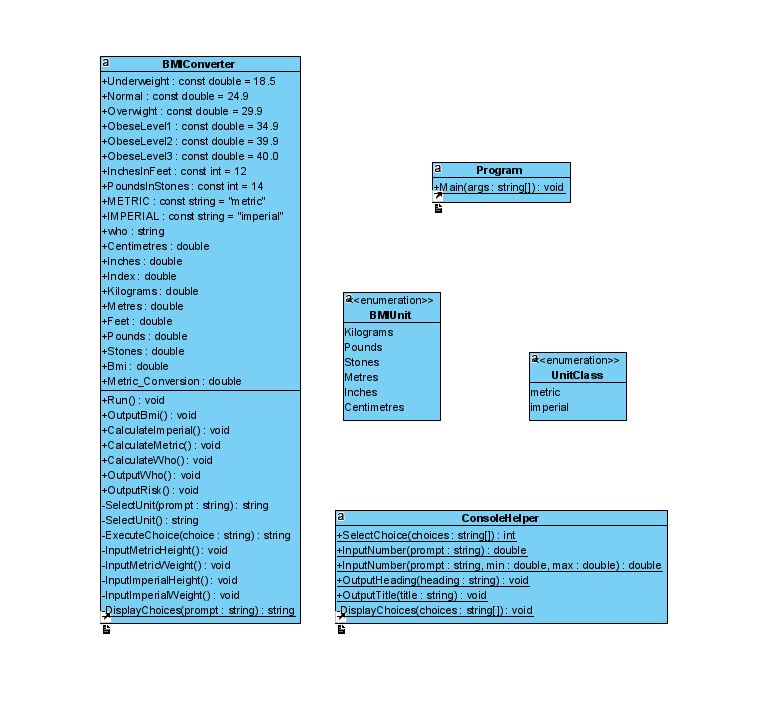 a
BMIConverter
+Underweight : const double = 18.5
+Normal : const double = 24.9
+Overwight : const double = 29.9
+ObeseLevel1 : const double = 34.9
+ObeseLevel2 : const double = 39.9
+ObeseLevel3 : const double = 40.0
+InchesInFeet : const int = 12
+PoundsInStones : const int = 14
+METRIC : const string = "metric"
+IMPERIAL : const string = "imperial"
+who : string
+Centimetres : double
+Inches : double
+Index : double
+Kilograms : double
+Metres : double
+Feet : double
+Pounds : double
+Stones : double
+Bmi : double
+Metric_Conversion : double
+Run() : void
+OutputBmi() : void
+CalculateImperial() : void
+CalculateMetric() : void
+CalculateWho() : void
+OutputWho() : void
+OutputRisk() : void
-SelectUnit(prompt : string) : string
-SelectUnit() : string
-ExecuteChoice(choice : string) : string
-InputMetricHeight() : void
-InputMetricWeight() : void
-InputImperialHeight() : void
-InputImperialWeight() : void
-DisplayChoices(prompt : string) : string
a
Program
+Main(args : string[]) : void
a
<<enumeration>>
BMIUnit
Kilograms
Pounds
Stones
Metres
Inches
Centimetres
a
<<enumeration>>
UnitClass
metric
imperial
a
ConsoleHelper
+SelectChoice(choices : string[]) : int
+InputNumber(prompt : string) : double
+InputNumber(prompt : string, min : double, max : double) : double
+OutputHeading(heading : string) : void
+OutputTitle(title : string) : void
-DisplayChoices(choices : string[]) : void